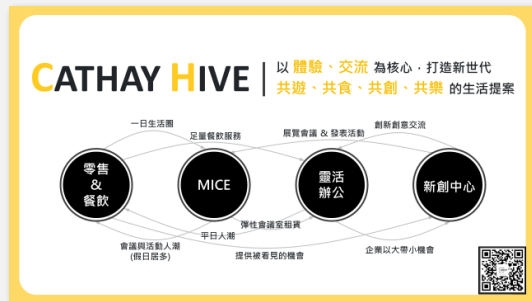 CATHAY HIVE
以 體驗、交流 為核心，打造新世代
共遊、共食、共創、共樂 的生活提案
一日生活圈
足量餐飲服務
展覽會議 & 發表活動
創新創意交流
零售
&
餐飲
MICE
靈活
辦公
新創中心
彈性會議室租賃
平日人潮
會議與活動人潮
(假日居多)
提供被看見的機會
企業以大帶小機會